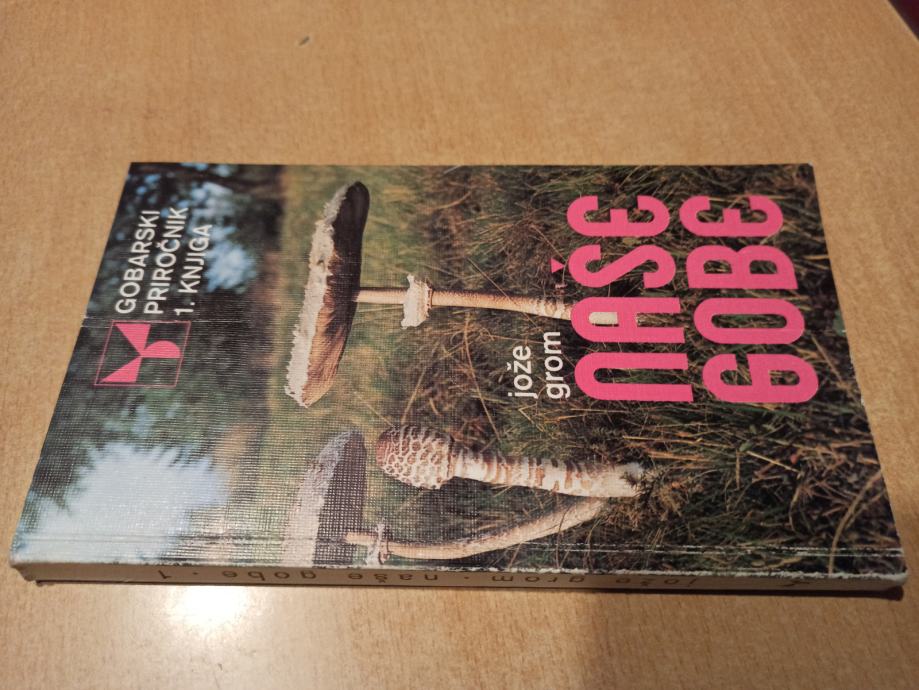 GOBARSKI
PRIROČNIK
1. KNJIGA
jože
grom
NAŠE
GOBE
jože grom · naše gobe · 1